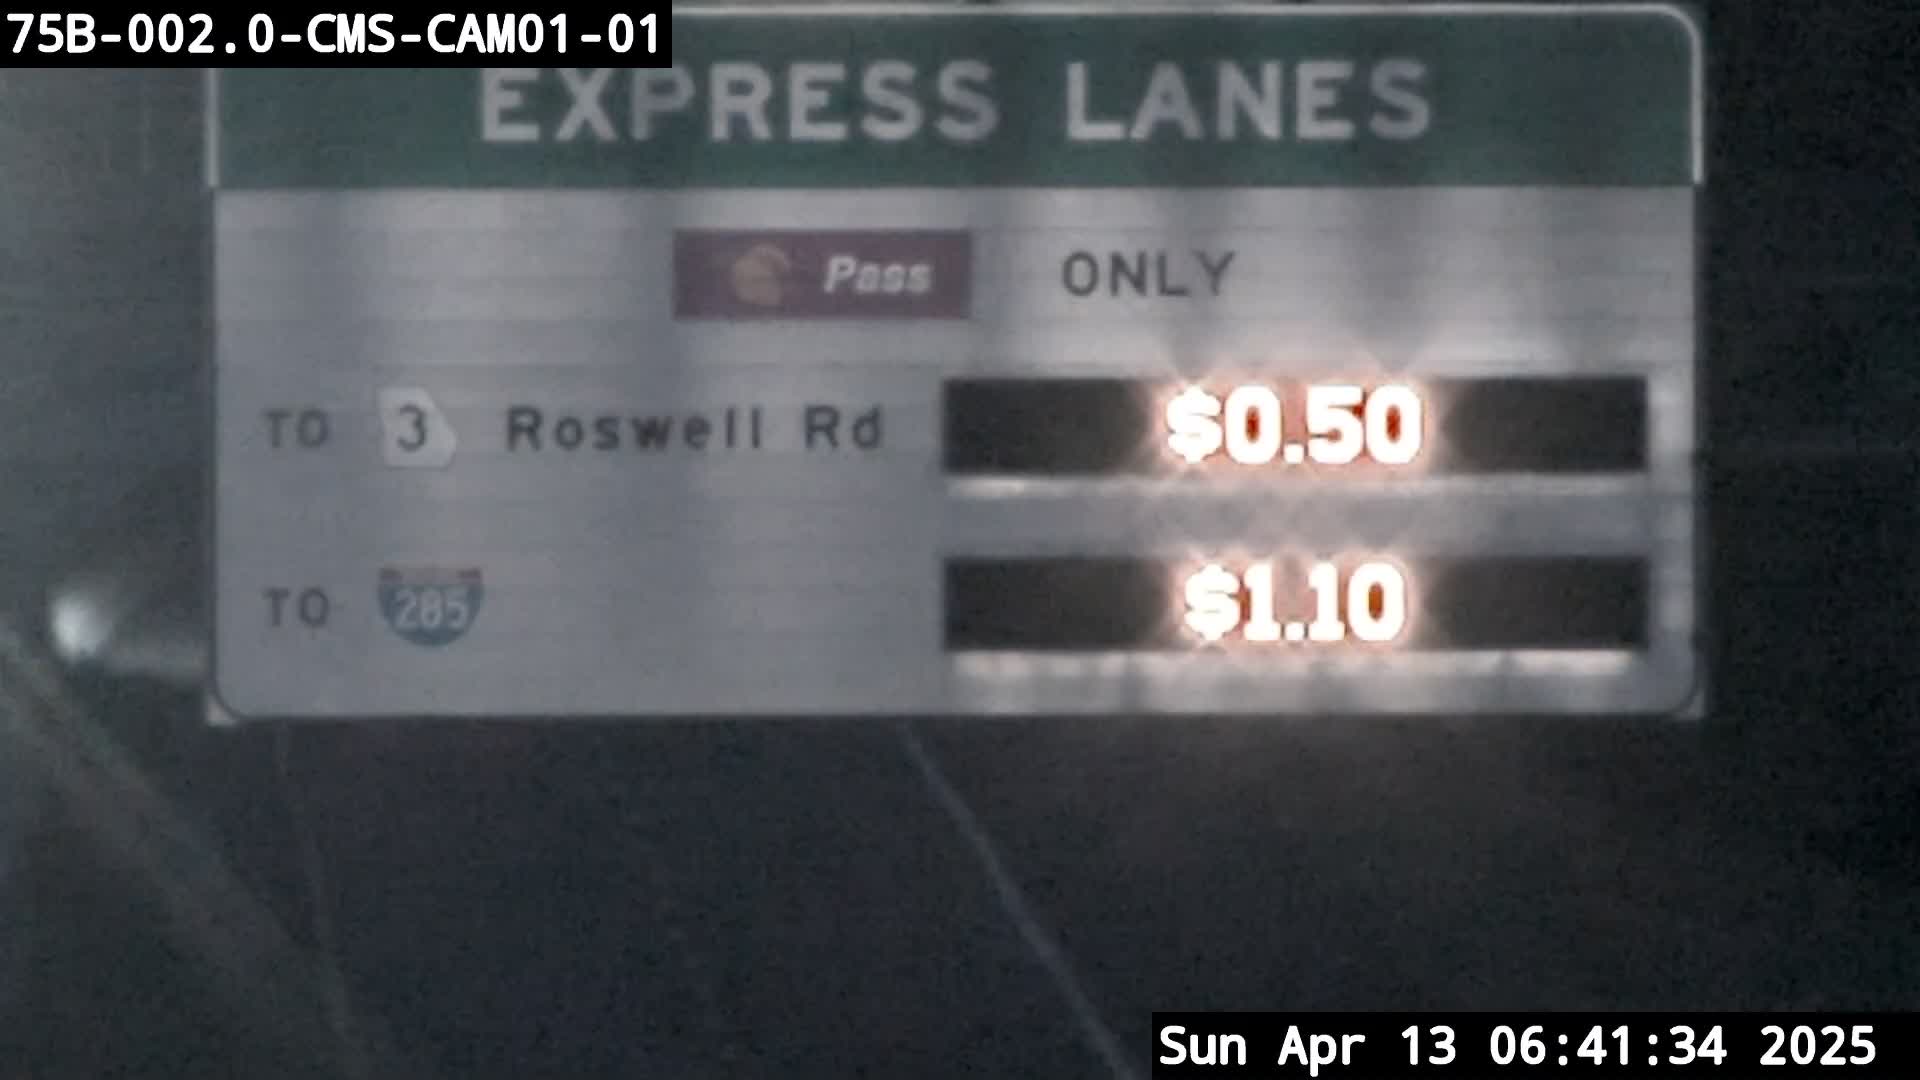 75B-002.0-CMS-CAM01-01
EXPRESS LANES
Pass ONLY
TO 3 Roswell Rd $0.50
TO 285 $1.10
Sun Apr 13 06:41:34 2025